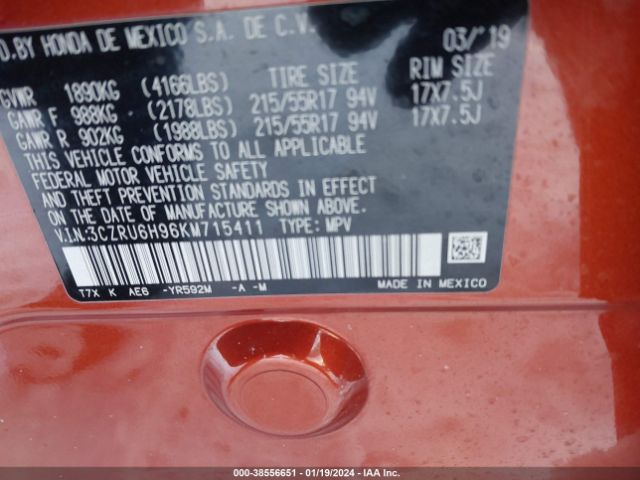 D.BY HONDA DE MEXICO S.A. DE C.V. 03/'19
GVWR 1890KG (4166LBS) TIRE SIZE RIM SIZE
GAWR F 988KG (2178LBS) 215/55R17 94V 17X7.5J
GAWR R 902KG (1988LBS) 215/55R17 94V 17X7.5J
THIS VEHICLE CONFORMS TO ALL APPLICABLE
FEDERAL MOTOR VEHICLE SAFETY
AND THEFT PREVENTION STANDARDS IN EFFECT
ON THE DATE OF MANUFACTURE SHOWN ABOVE.
V.I.N:3CZRU6H96KM715411 TYPE: MPV
T7X K AE6 -YR592M -A -M MADE IN MEXICO
000-38556651 - 01/19/2024 - IAA Inc.